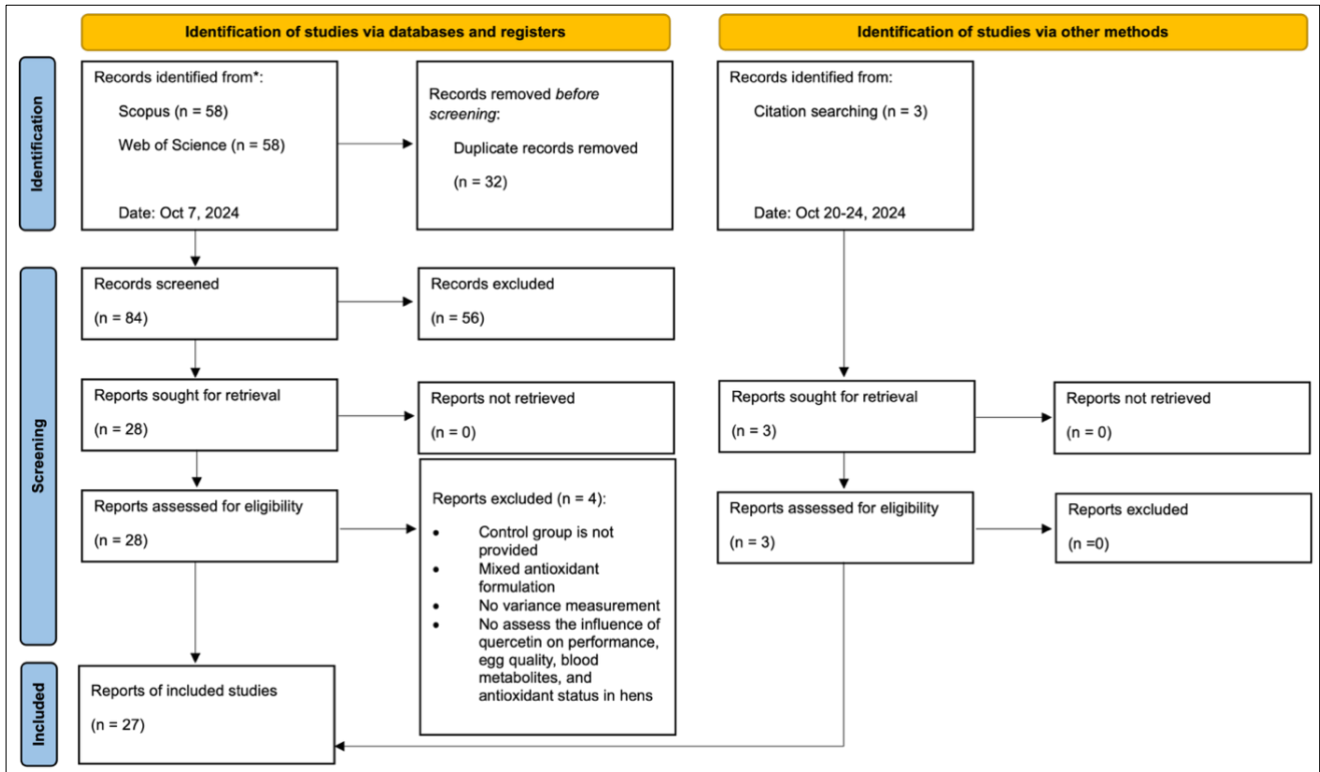 Identification of studies via databases and registers
Identification of studies via other methods
Identification
Records identified from*:
Scopus (n = 58)
Web of Science (n = 58)
Date: Oct 7, 2024
Records removed before
screening:
Duplicate records removed
(n = 32)
Records identified from:
Citation searching (n = 3)
Date: Oct 20-24, 2024
Screening
Records screened
(n = 84)
Records excluded
(n = 56)
Reports sought for retrieval
(n = 28)
Reports not retrieved
(n = 0)
Reports sought for retrieval
(n = 3)
Reports not retrieved
(n = 0)
Reports assessed for eligibility
(n = 28)
Reports excluded (n = 4):
• Control group is not
provided
• Mixed antioxidant
formulation
• No variance measurement
• No assess the influence of
quercetin on performance,
egg quality, blood
metabolites, and
antioxidant status in hens
Reports assessed for eligibility
(n = 3)
Reports excluded
(n =0)
Included
Reports of included studies
(n = 27)